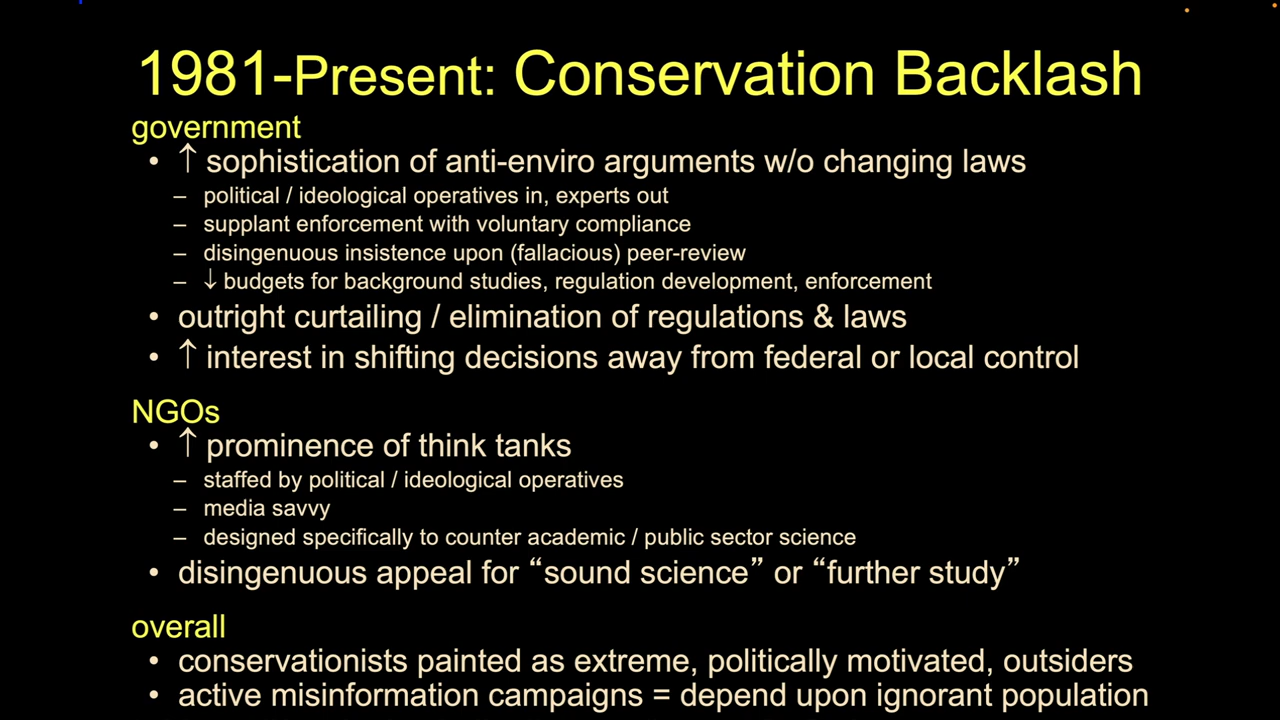 1981-Present: Conservation Backlash
government
• ↑ sophistication of anti-enviro arguments w/o changing laws
– political / ideological operatives in, experts out
– supplant enforcement with voluntary compliance
– disingenuous insistence upon (fallacious) peer-review
– ↓ budgets for background studies, regulation development, enforcement
• outright curtailing / elimination of regulations & laws
• ↑ interest in shifting decisions away from federal or local control
NGOs
• ↑ prominence of think tanks
– staffed by political / ideological operatives
– media savvy
– designed specifically to counter academic / public sector science
• disingenuous appeal for “sound science” or “further study”
overall
• conservationists painted as extreme, politically motivated, outsiders
• active misinformation campaigns = depend upon ignorant population